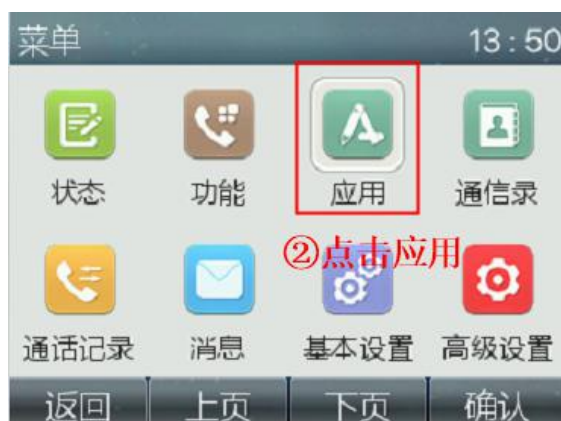 菜单 13:50
状态 功能 应用 通信录
②点击应用
通话记录 消息 基本设置 高级设置
返回 上页 下页 确认